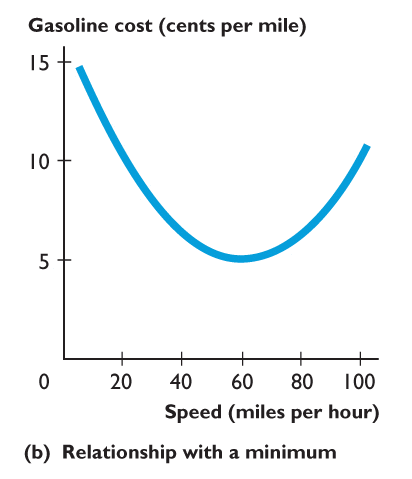 Gasoline cost (cents per mile)
15
10
5
0 20 40 60 80 100
Speed (miles per hour)
(b) Relationship with a minimum